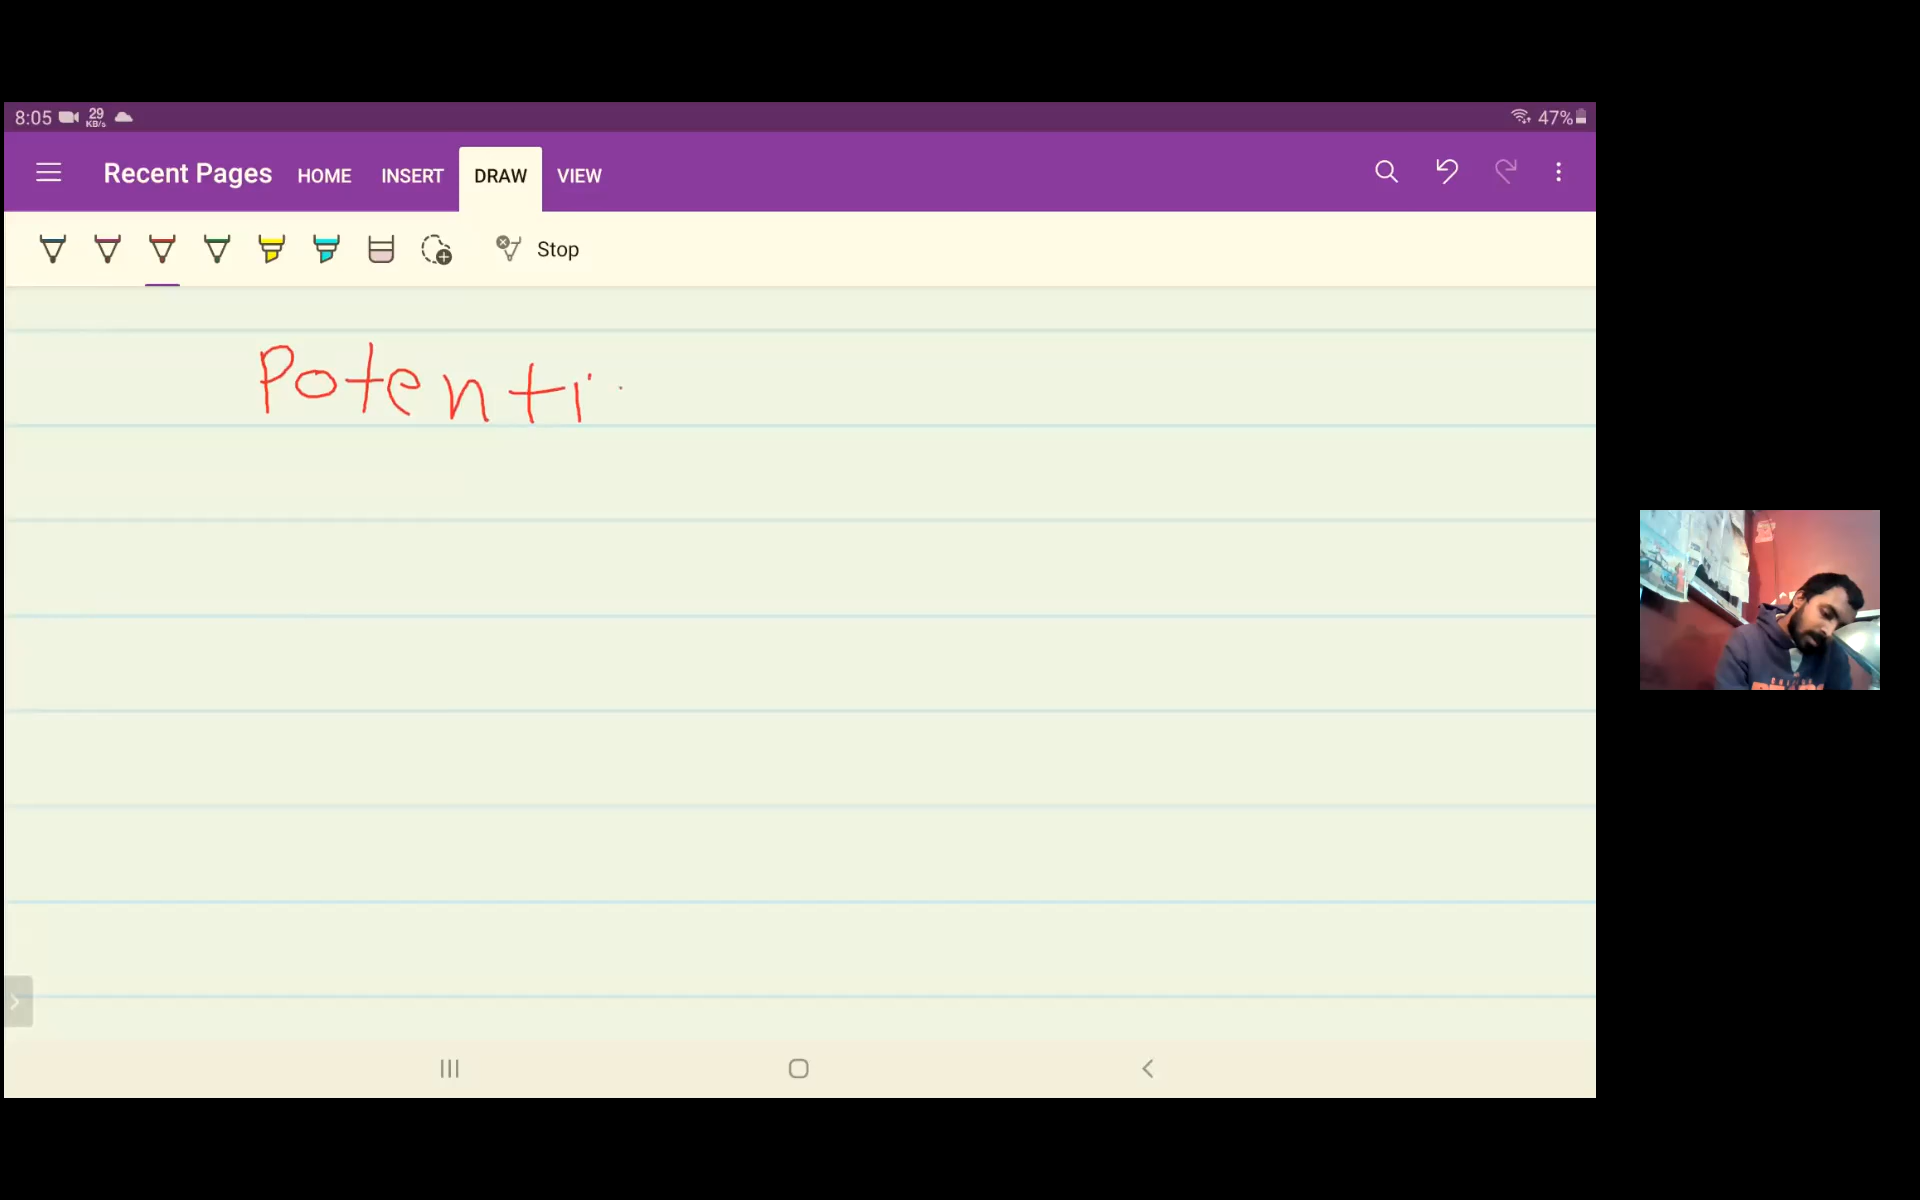 8:05 29 KB/s 47%
Recent Pages HOME INSERT DRAW VIEW
Stop
Potenti